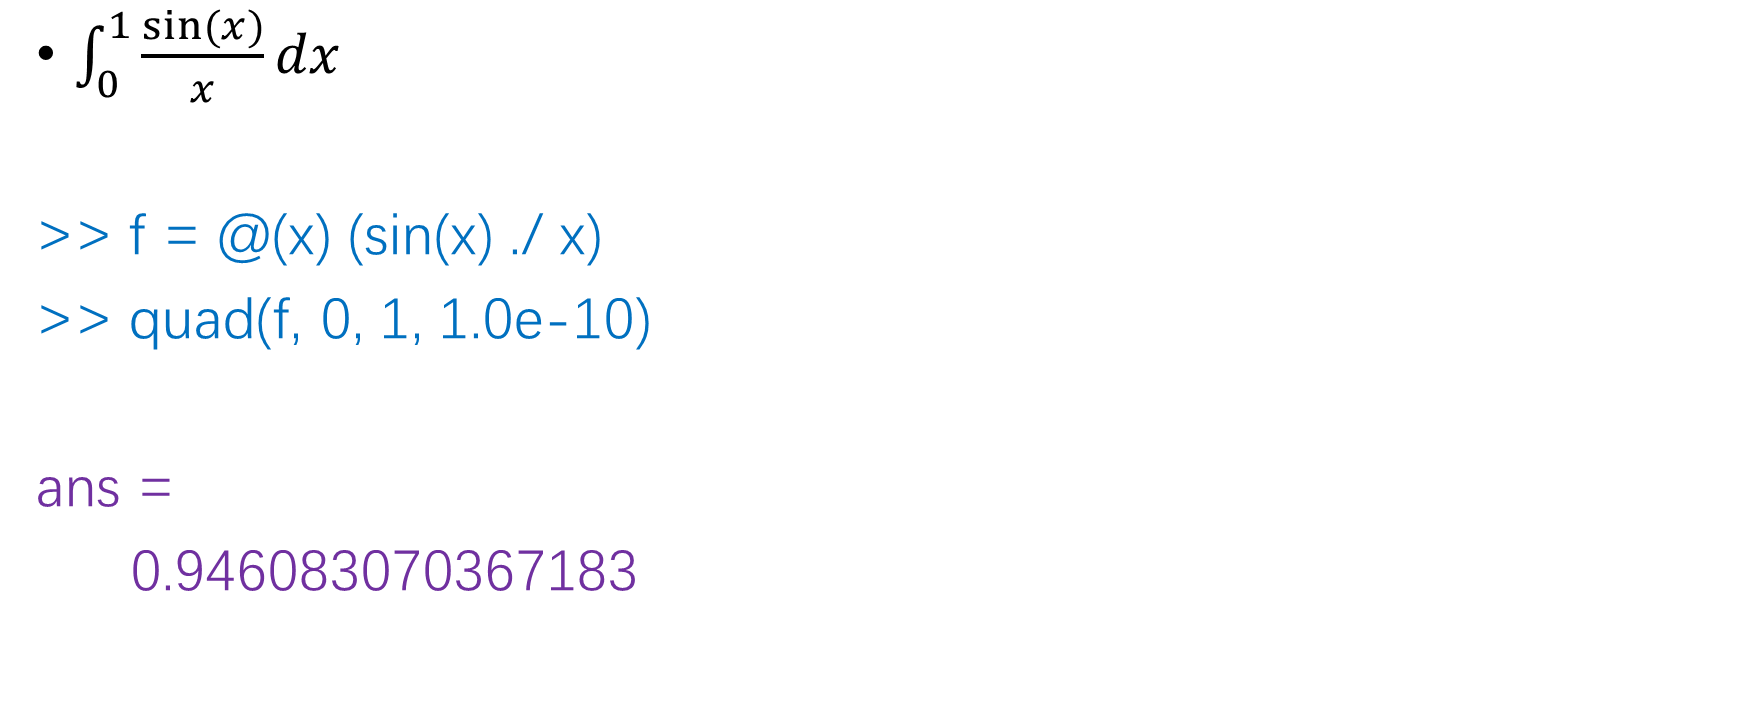 • ∫₀¹ sin(x)/x dx
>> f = @(x) (sin(x) ./ x)
>> quad(f, 0, 1, 1.0e-10)
ans =
0.946083070367183